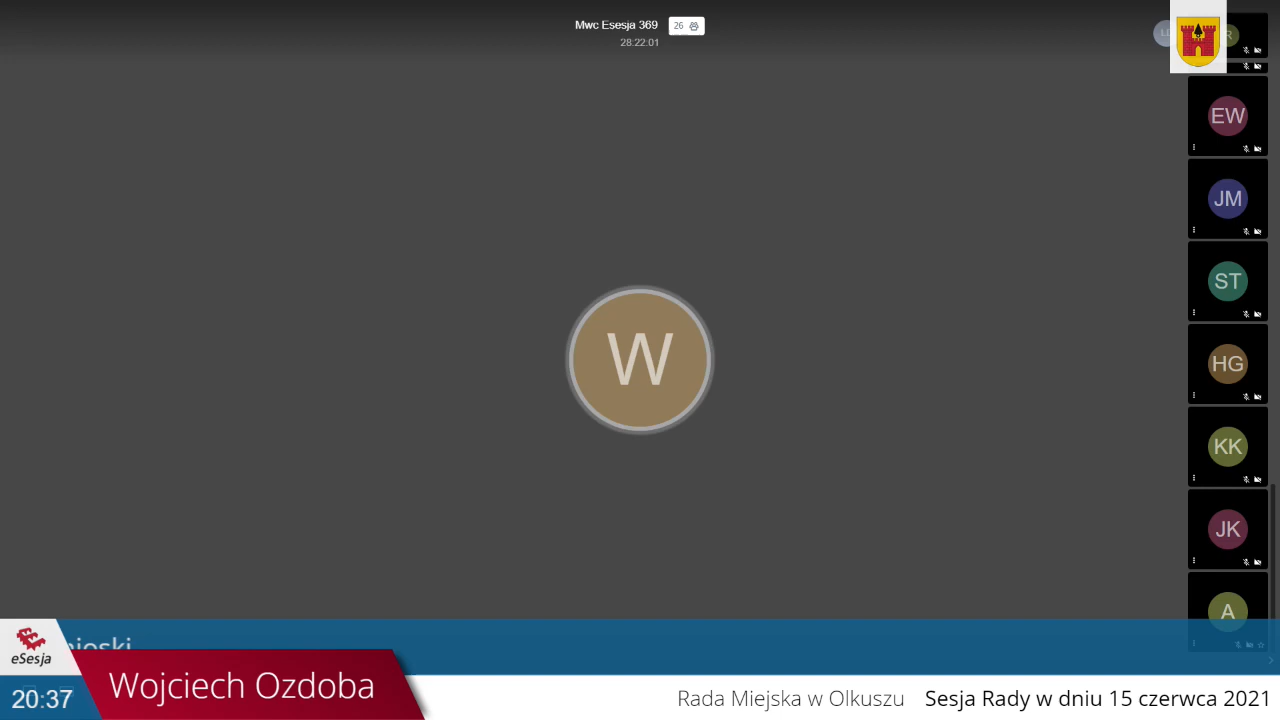 Mwc Esesja 369 26
28:22:01
EW
JM
ST
HG
KK
JK
A
W
eSesja
20:37
Wojciech Ozdoba
Rada Miejska w Olkuszu Sesja Rady w dniu 15 czerwca 2021